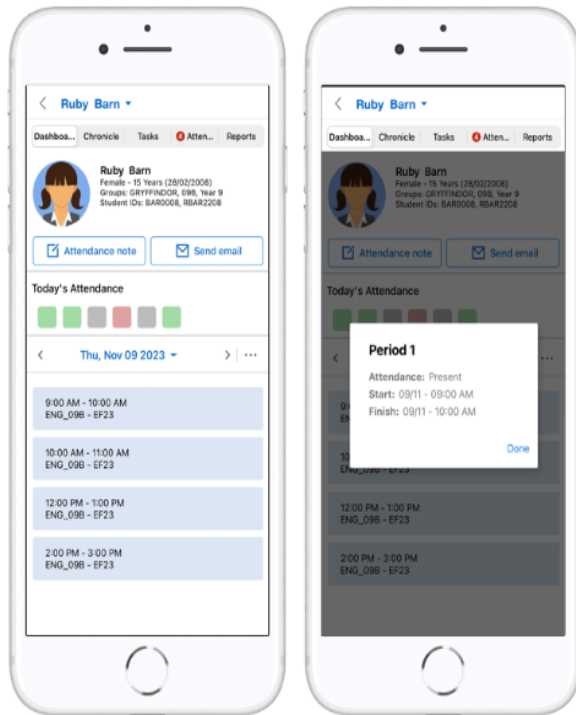 Ruby Barn
Dashboa... Chronicle Tasks 4 Atten... Reports
Ruby Barn
Female - 15 Years (28/02/2008)
Groups: GRYFFINDOR, 09B, Year 9
Student IDs: BAR0008, RBAR2208
Attendance note Send email
Today's Attendance
Thu, Nov 09 2023
9:00 AM - 10:00 AM
ENG_09B - EF23
10:00 AM - 11:00 AM
ENG_09B - EF23
12:00 PM - 1:00 PM
ENG_09B - EF23
2:00 PM - 3:00 PM
ENG_09B - EF23
Ruby Barn
Dashboa... Chronicle Tasks 4 Atten... Reports
Ruby Barn
Female - 15 Years (28/02/2008)
Groups: GRYFFINDOR, 09B, Year 9
Student IDs: BAR0008, RBAR2208
Attendance note Send email
Today's Attendance
Period 1
Attendance: Present
Start: 09/11 - 09:00 AM
Finish: 09/11 - 10:00 AM
Done
ENG_09B - EF23
12:00 PM - 1:00 PM
ENG_09B - EF23
2:00 PM - 3:00 PM
ENG_09B - EF23